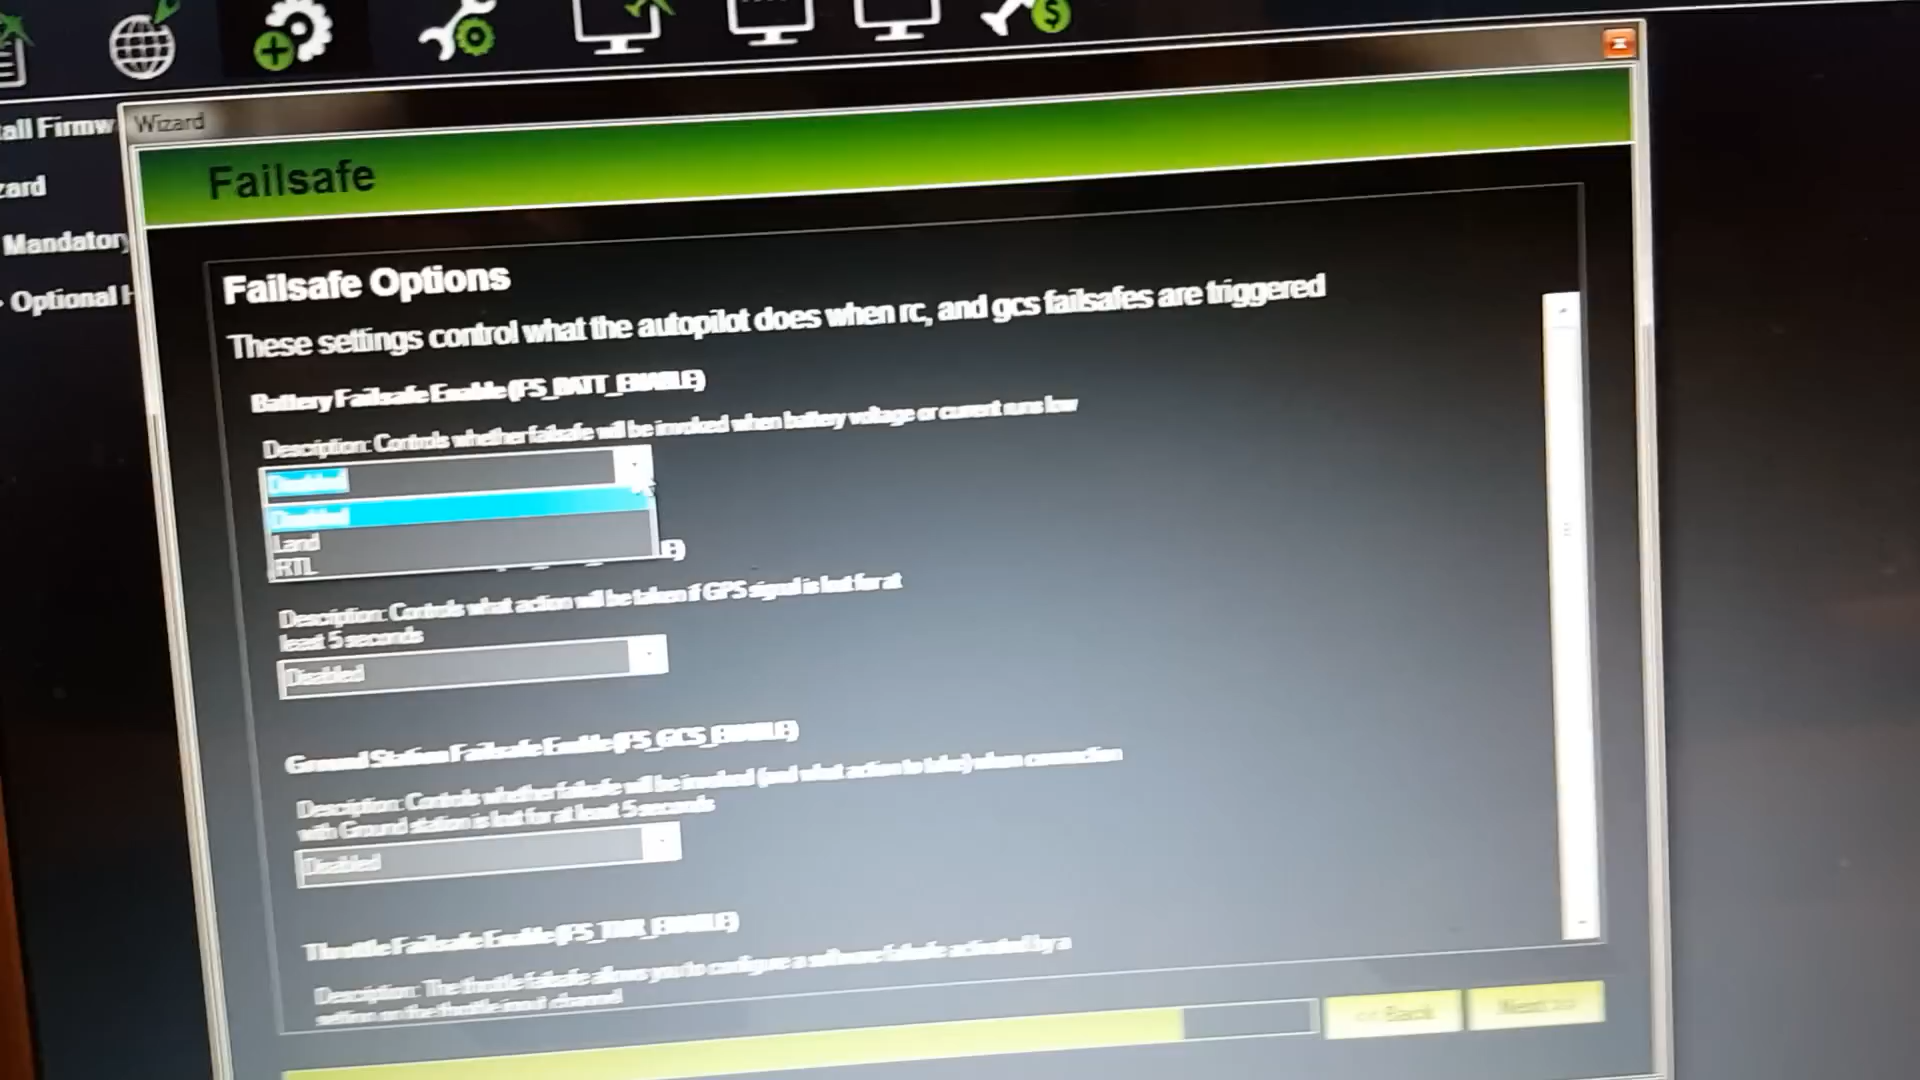 all Firmw
Wizard
Failsafe
zard
Mandatory
Optional H
Failsafe Options
These settings control what the autopilot does when rc, and gcs failsafes are triggered
Battery Failsafe Enable (FS_BATT_ENABLE)
Description: Controls whether failsafe will be invoked when battery voltage or current runs low
Disabled
Disabled
Land
RTL
E)
Description: Controls what action will be taken if GPS signal is lost for at
least 5 seconds
Disabled
Ground Station Failsafe Enable (FS_GCS_ENABLE)
Description: Controls whether failsafe will be invoked (and what action to take) when connection
with Ground station is lost for at least 5 seconds
Disabled
Throttle Failsafe Enable (FS_THR_ENABLE)
Description: The throttle failsafe allows you to configure a software failsafe activated by a
setting on the throttle input channel
<< Back
Next >>